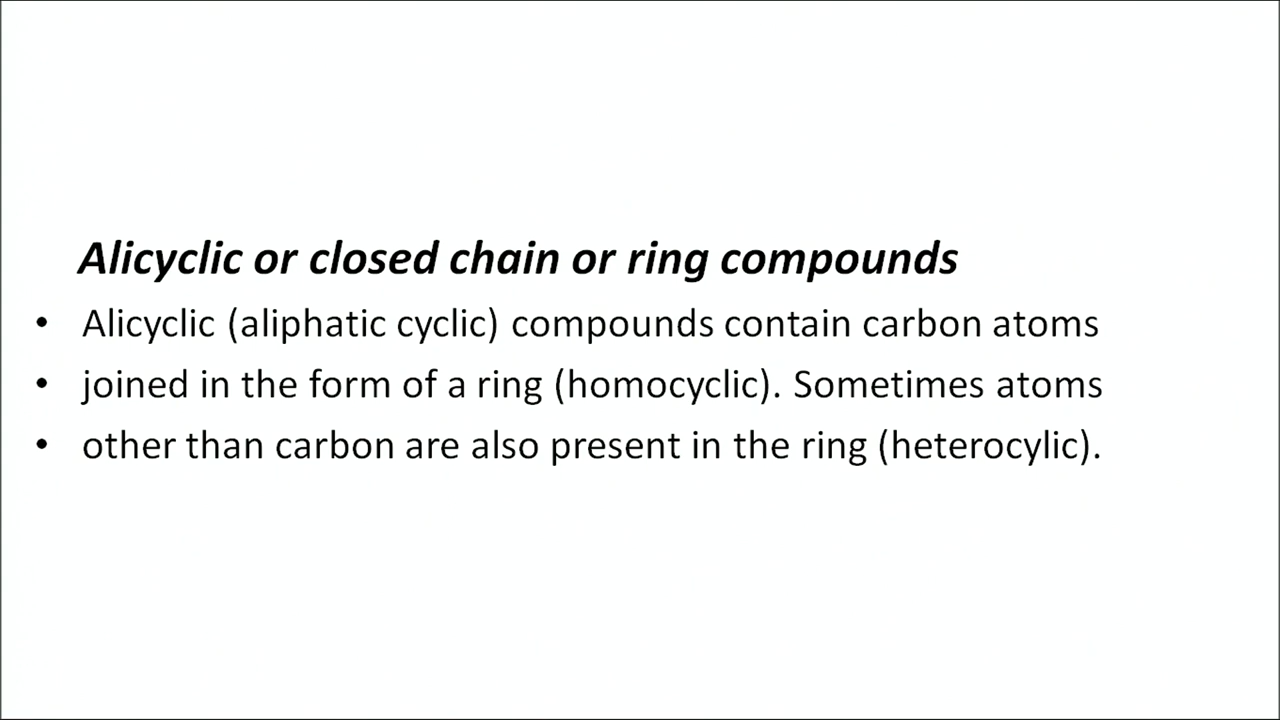 Alicyclic or closed chain or ring compounds
• Alicyclic (aliphatic cyclic) compounds contain carbon atoms
• joined in the form of a ring (homocyclic). Sometimes atoms
• other than carbon are also present in the ring (heterocylic).